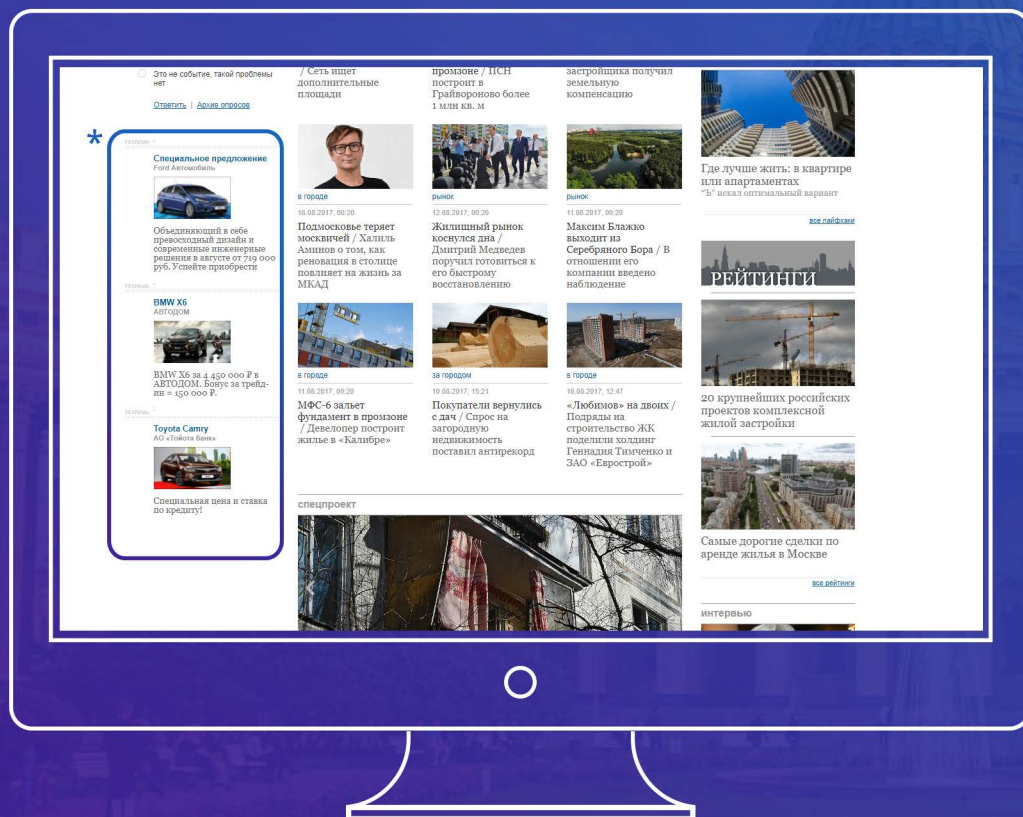 Это не событие, такой проблемы
нет
Ответить | Архив опросов
*
РЕКЛАМА
Специальное предложение
Ford Автомобиль
Объединяющий в себе
превосходный дизайн и
современные инженерные
решения в августе от 719 000
руб. Успейте приобрести
РЕКЛАМА
BMW X6
АВТОДОМ
BMW X6 за 4 450 000 ₽ в
АВТОДОМ. Бонус за трейд-
ин = 150 000 ₽.
РЕКЛАМА
Toyota Camry
АО «Тойота банк»
Специальная цена и ставка
по кредиту!
/ Сеть ищет
дополнительные
площади
промзоне / ПСН
построит в
Грайвороново более
1 млн кв. м
застройщика получил
земельную
компенсацию
в городе
16.08.2017, 00:20
Подмосковье теряет
москвичей / Халиль
Аминов о том, как
реновация в столице
повлияет на жизнь за
МКАД
рынок
12.08.2017, 00:20
Жилищный рынок
коснулся дна /
Дмитрий Медведев
поручил готовиться к
его быстрому
восстановлению
рынок
11.08.2017, 00:20
Максим Блажко
выходит из
Серебряного Бора / В
отношении его
компании введено
наблюдение
в городе
11.08.2017, 00:20
МФС-6 зальет
фундамент в промзоне
/ Девелопер построит
жилье в «Калибре»
за городом
10.08.2017, 15:21
Покупатели вернулись
с дач / Спрос на
загородную
недвижимость
поставил антирекорд
в городе
10.08.2017, 12:47
«Любимов» на двоих /
Подряды на
строительство ЖК
поделили холдинг
Геннадия Тимченко и
ЗАО «Еврострой»
спецпроект
Где лучше жить: в квартире
или апартаментах
"Ъ" искал оптимальный вариант
все лайфхаки
РЕЙТИНГИ
20 крупнейших российских
проектов комплексной
жилой застройки
Самые дорогие сделки по
аренде жилья в Москве
все рейтинги
интервью